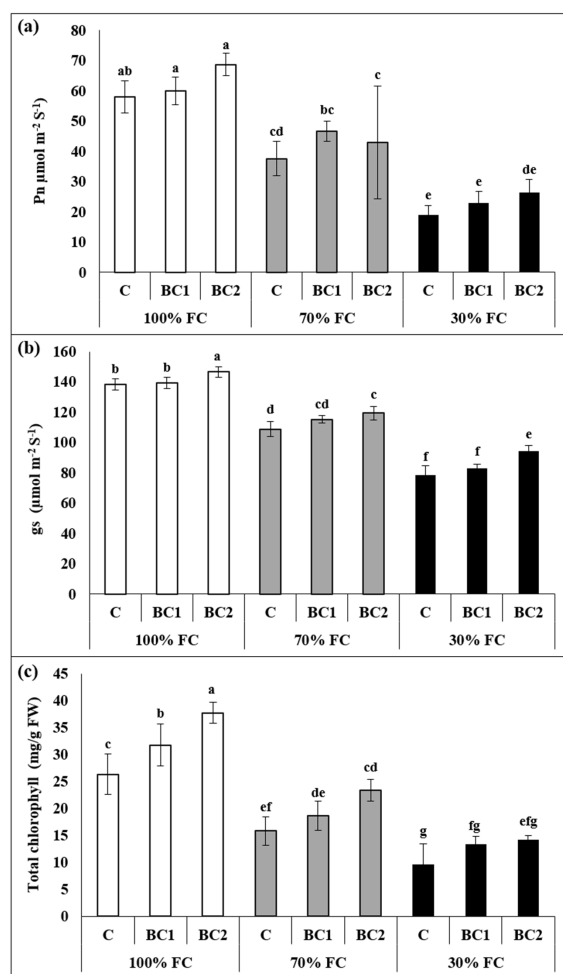 (a)
Pn µmol m-2 S-1)
80
70
60
50
40
30
20
10
0
ab
a
a
cd
bc
c
e
e
de
C BC1 BC2 C BC1 BC2 C BC1 BC2
100% FC 70% FC 30% FC
(b)
gs (µmol m-2 S-1)
160
140
120
100
80
60
40
20
0
b
b
a
d
cd
c
f
f
e
C BC1 BC2 C BC1 BC2 C BC1 BC2
100% FC 70% FC 30% FC
(c)
Total chlorophyll (mg/g FW)
45
40
35
30
25
20
15
10
5
0
c
b
a
ef
de
cd
g
fg
efg
C BC1 BC2 C BC1 BC2 C BC1 BC2
100% FC 70% FC 30% FC